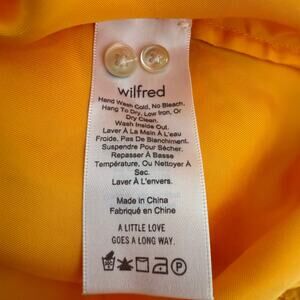 wilfred
Hand Wash Cold, No Bleach,
Hang To Dry, Low Iron, Or
Dry Clean.
Wash Inside Out.
Laver À La Main À L'eau
Froide, Pas De Blanchiment.
Suspendre Pour Sécher.
Repasser À Basse
Température, Ou Nettoyer À
Sec.
Laver À L'envers.
Made in China
Fabriqué en Chine
A LITTLE LOVE
GOES A LONG WAY.